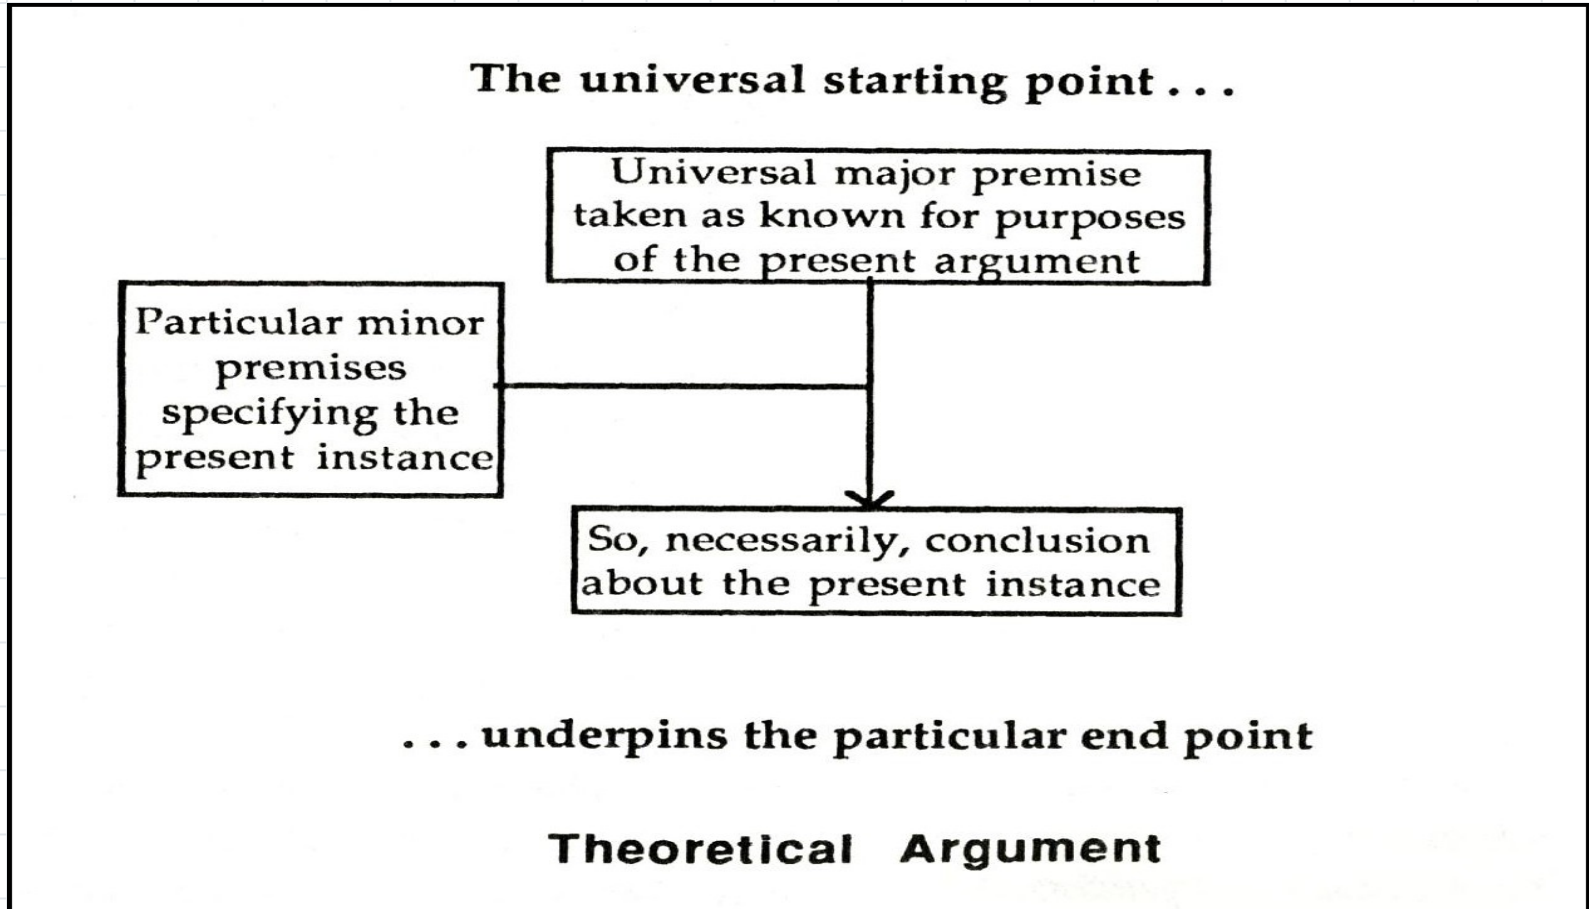 The universal starting point . . .
Universal major premise
taken as known for purposes
of the present argument
Particular minor
premises
specifying the
present instance
So, necessarily, conclusion
about the present instance
. . . underpins the particular end point
Theoretical Argument